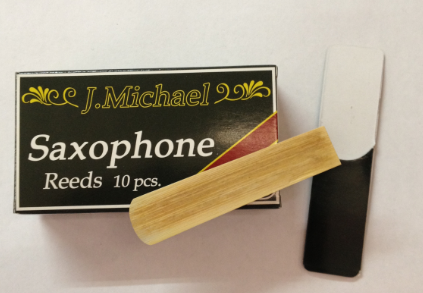 J.Michael
Saxophone
Reeds 10 pcs.